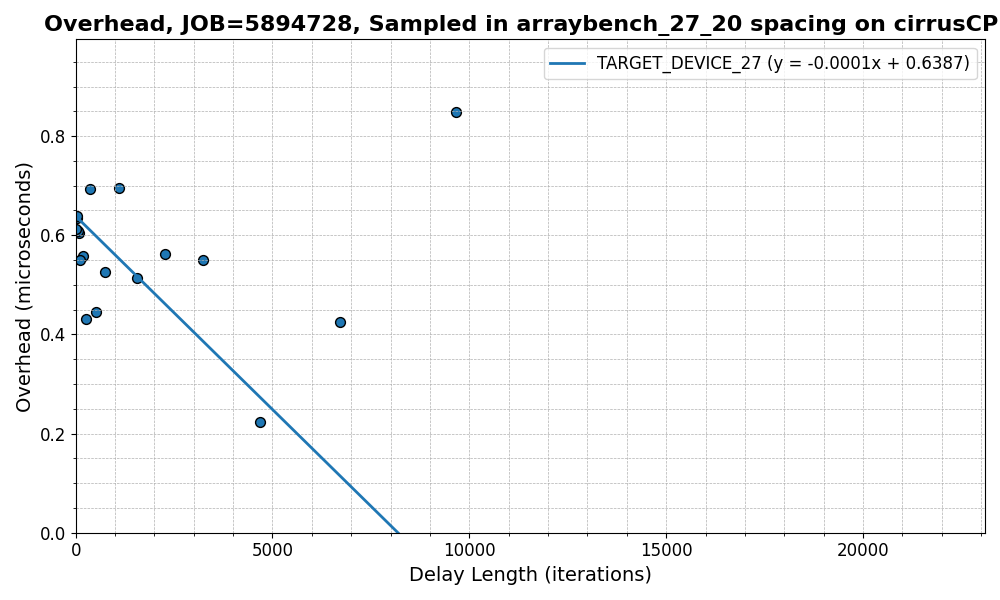 Overhead, JOB=5894728, Sampled in arraybench_27_20 spacing on cirrusCP
TARGET_DEVICE_27 (y = -0.0001x + 0.6387)
0.8
0.6
0.4
0.2
0.0
Overhead (microseconds)
0 5000 10000 15000 20000
Delay Length (iterations)